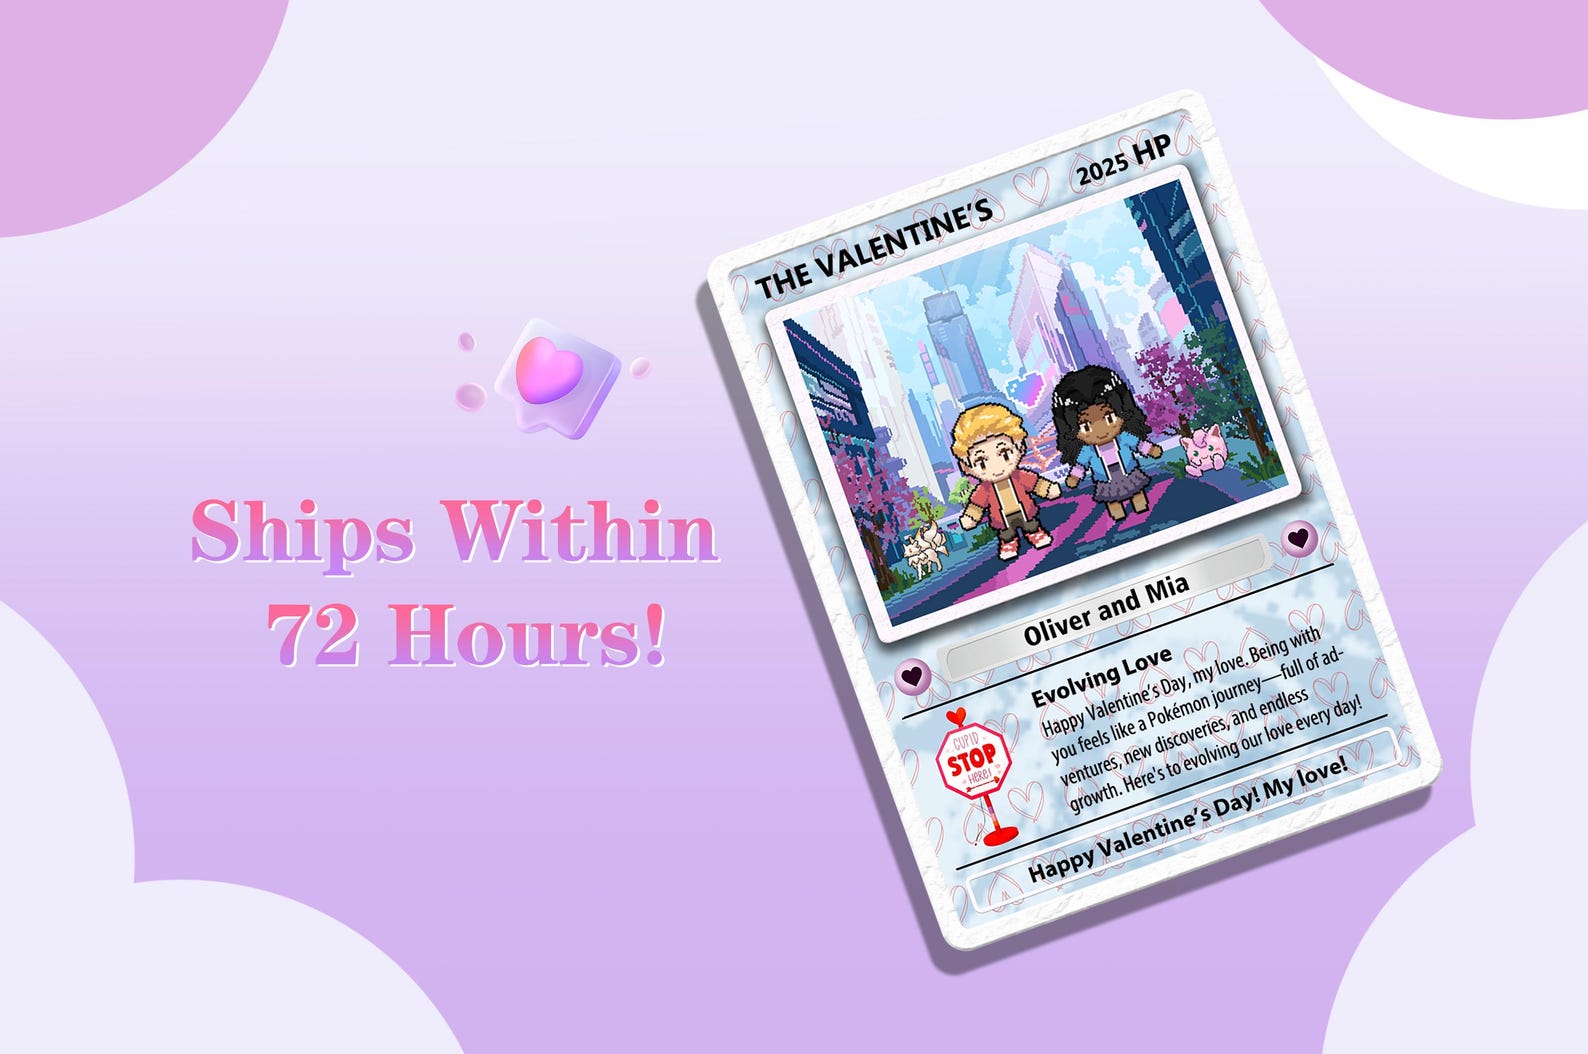 Ships Within
72 Hours!
THE VALENTINE'S
2025 HP
Oliver and Mia
Evolving Love
Happy Valentine's Day, my love. Being with
you feels like a Pokémon journey—full of ad-
ventures, new discoveries, and endless
growth. Here's to evolving our love every day!
CUPID
STOP
HERE!
Happy Valentine's Day! My love!